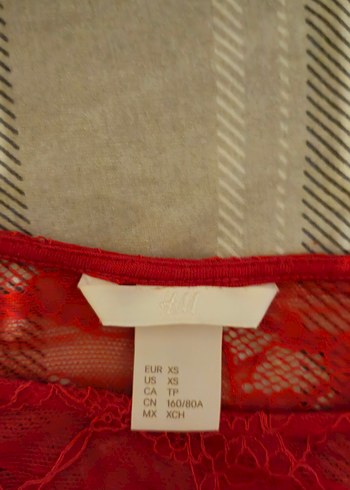 H&M
EUR XS
US XS
CA TP
CN 160/80A
MX XCH